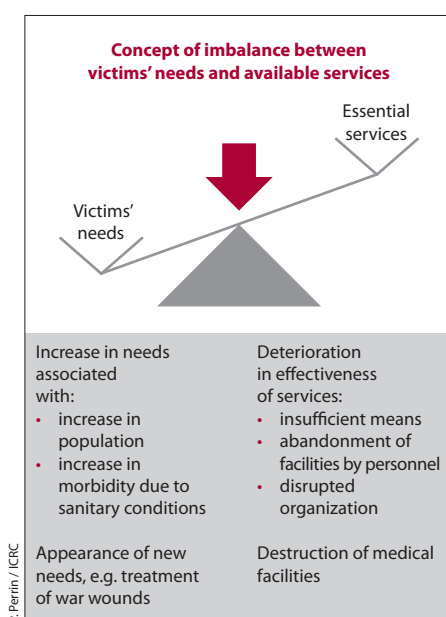 Concept of imbalance between
victims’ needs and available services
Essential
services
Victims’
needs
Increase in needs
associated
with:
• increase in
population
• increase in
morbidity due to
sanitary conditions
Appearance of new
needs, e.g. treatment
of war wounds
Deterioration
in effectiveness
of services:
• insufficient means
• abandonment of
facilities by personnel
• disrupted
organization
Destruction of medical
facilities
Perrin / ICRC